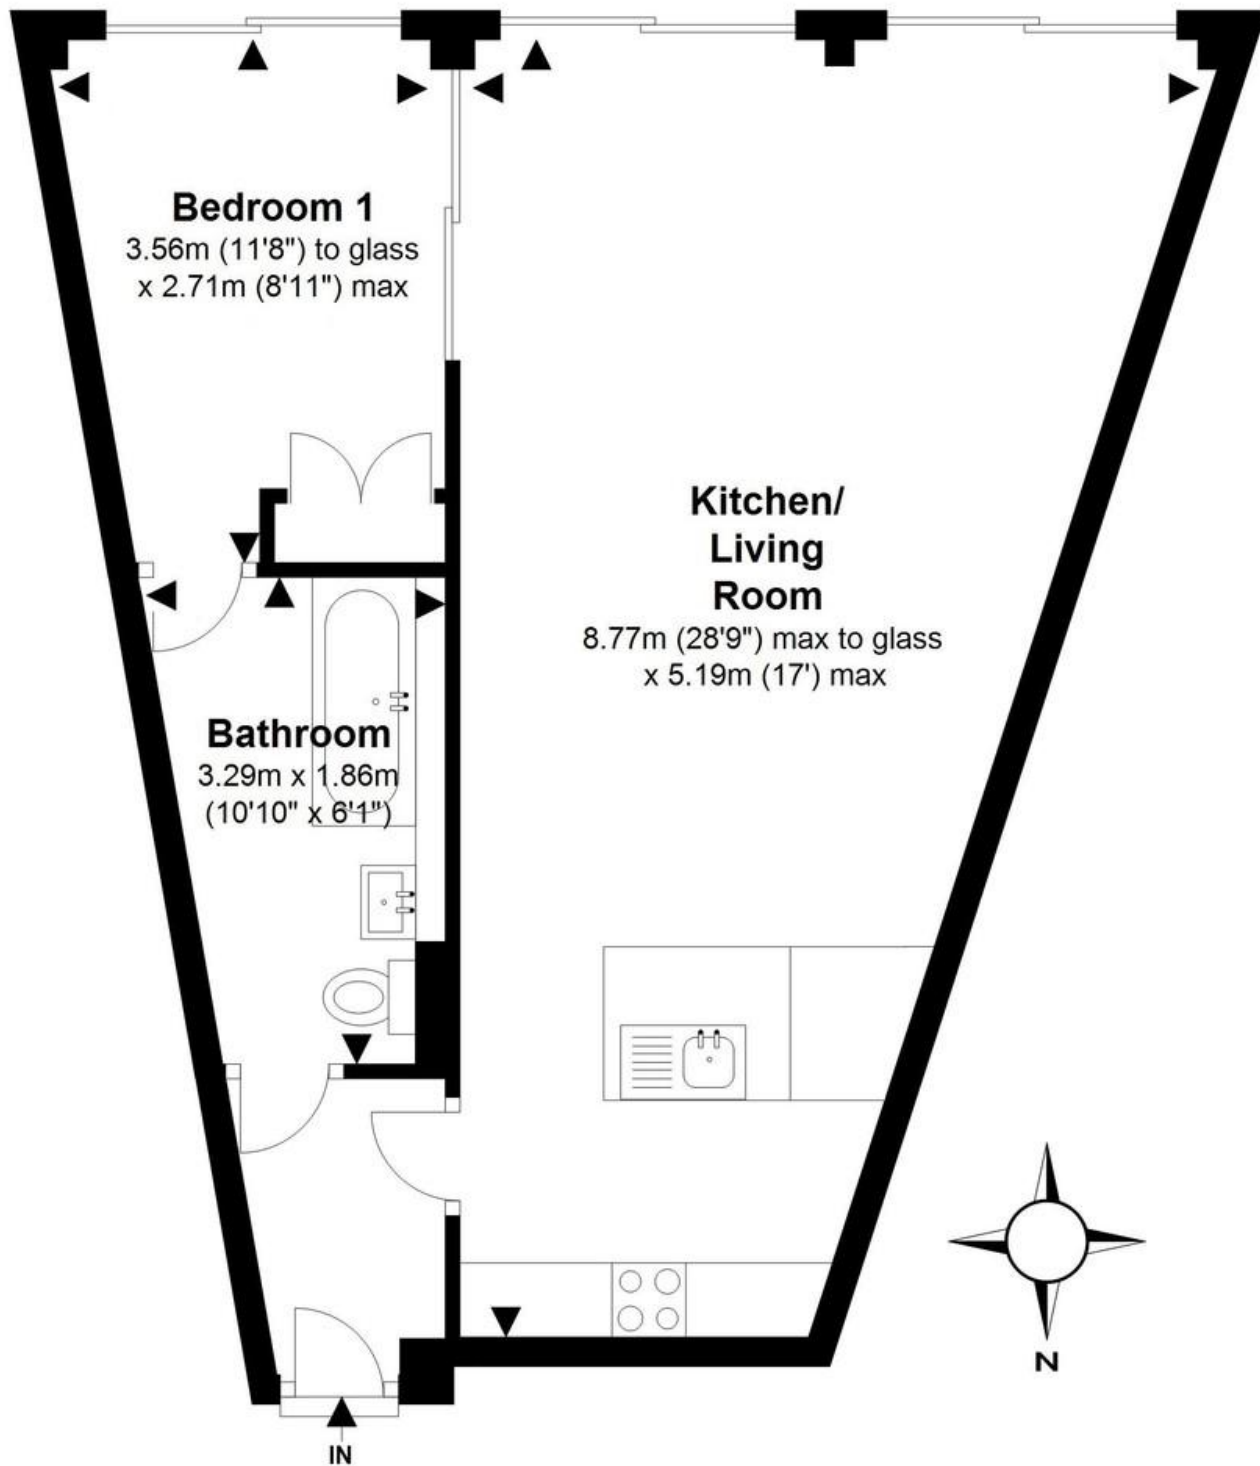 Bedroom 1
3.56m (11'8") to glass
x 2.71m (8'11") max
Kitchen/
Living
Room
8.77m (28'9") max to glass
x 5.19m (17') max
Bathroom
3.29m x 1.86m
(10'10" x 6'1")
N
IN